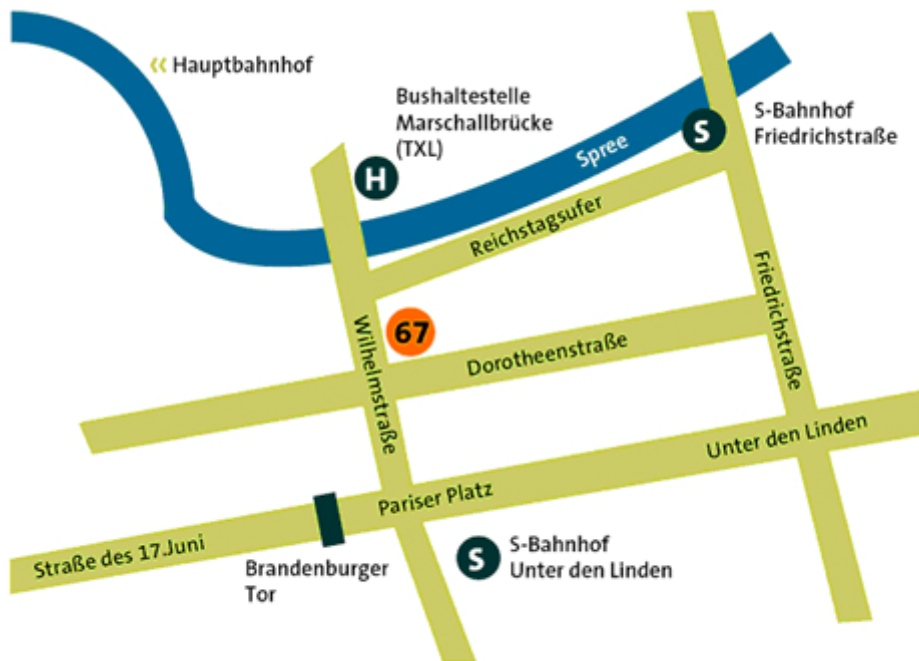 « Hauptbahnhof
Bushaltestelle
Marschallbrücke
(TXL)
H
S
S-Bahnhof
Friedrichstraße
Spree
Reichstagsufer
67
Wilhelmstraße
Dorotheenstraße
Friedrichstraße
Unter den Linden
Pariser Platz
Straße des 17.Juni
Brandenburger
Tor
S
S-Bahnhof
Unter den Linden